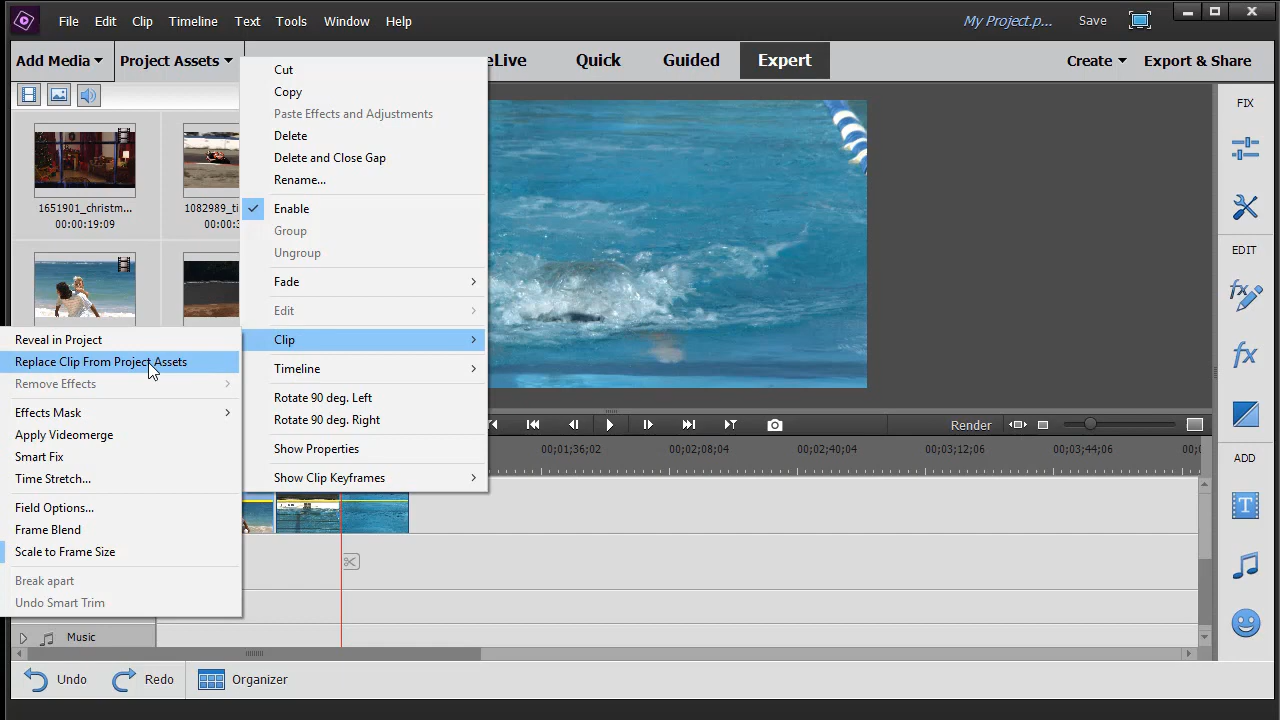 File Edit Clip Timeline Text Tools Window Help My Project.p... Save
Add Media Project Assets eLive Quick Guided Expert Create Export & Share
Cut
Copy
Paste Effects and Adjustments
Delete
Delete and Close Gap
Rename...
Enable
Group
Ungroup
Fade
Edit
Clip
Timeline
Rotate 90 deg. Left
Rotate 90 deg. Right
Show Properties
Show Clip Keyframes
1651901_christm... 1082989_ti
00:00:19:09 00:00:3
Reveal in Project
Replace Clip From Project Assets
Remove Effects
Effects Mask
Apply Videomerge
Smart Fix
Time Stretch...
Field Options...
Frame Blend
Scale to Frame Size
Break apart
Undo Smart Trim
FIX
EDIT
ADD
Render
00;01;36;02 00;02;08;04 00;02;40;04 00;03;12;06 00;03;44;06 00;
Music
Undo Redo Organizer